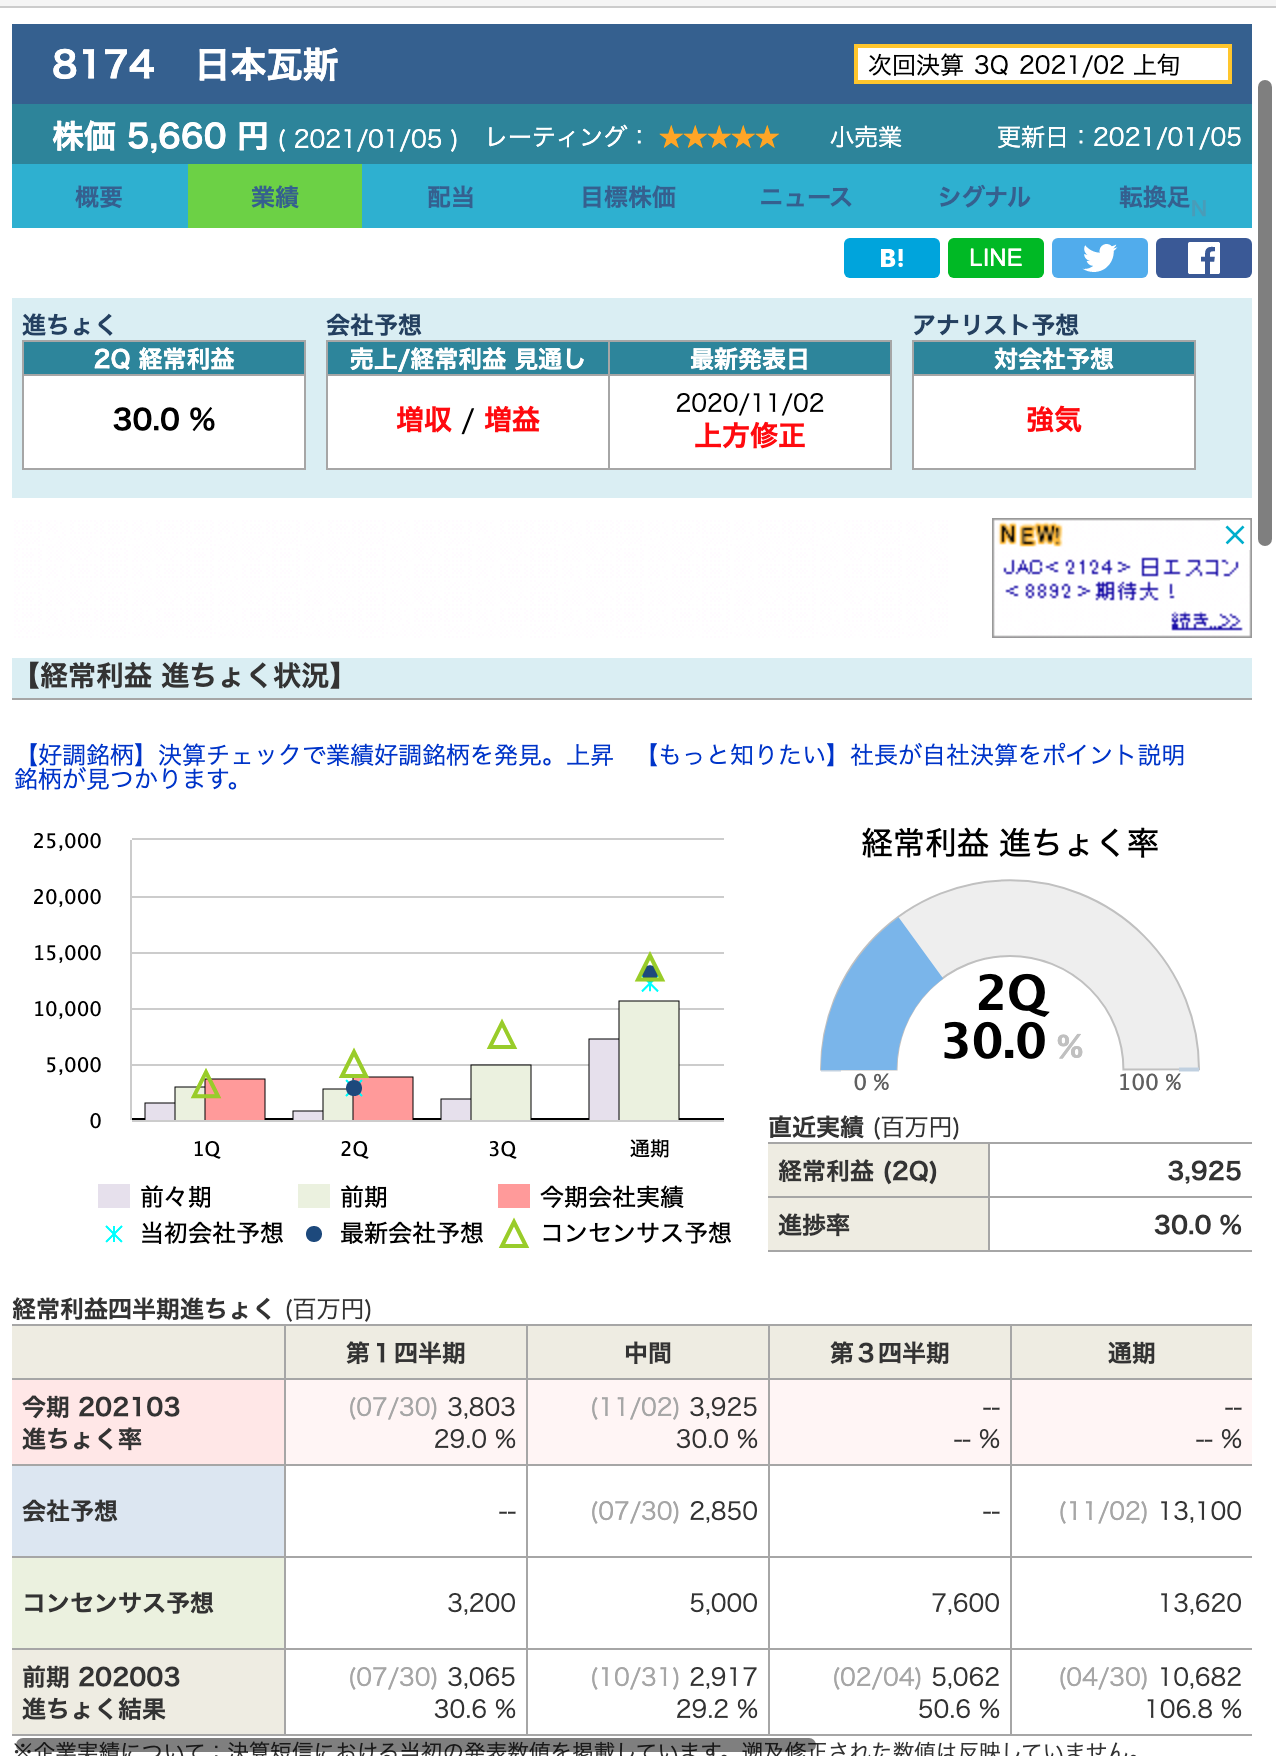 8174　日本瓦斯
次回決算 3Q 2021/02 上旬
株価 5,660 円 ( 2021/01/05 )　レーティング：★★★★★　小売業　更新日：2021/01/05
概要　業績　配当　目標株価　ニュース　シグナル　転換足
N
B!　LINE
進ちょく　会社予想　アナリスト予想
2Q 経常利益　売上/経常利益 見通し　最新発表日　対会社予想
30.0 %　増収 / 増益　2020/11/02　強気
上方修正
NEW!
JAC<2124> 日エスコン
<8892>期待大！
続き..>>
【経常利益 進ちょく状況】
【好調銘柄】決算チェックで業績好調銘柄を発見。上昇
銘柄が見つかります。
【もっと知りたい】社長が自社決算をポイント説明
25,000
20,000
15,000
10,000
5,000
0
1Q　2Q　3Q　通期
前々期　前期　今期会社実績
当初会社予想　最新会社予想　コンセンサス予想
経常利益 進ちょく率
2Q
30.0 %
0 %　100 %
直近実績 (百万円)
経常利益 (2Q)　3,925
進捗率　30.0 %
経常利益四半期進ちょく (百万円)
第１四半期　中間　第３四半期　通期
今期 202103　(07/30) 3,803　(11/02) 3,925　--　--
進ちょく率　29.0 %　30.0 %　-- %　-- %
会社予想　--　(07/30) 2,850　--　(11/02) 13,100
コンセンサス予想　3,200　5,000　7,600　13,620
前期 202003　(07/30) 3,065　(10/31) 2,917　(02/04) 5,062　(04/30) 10,682
進ちょく結果　30.6 %　29.2 %　50.6 %　106.8 %
※企業実績について：決算短信における当初の発表数値を掲載しています。遡及修正された数値は反映していません。